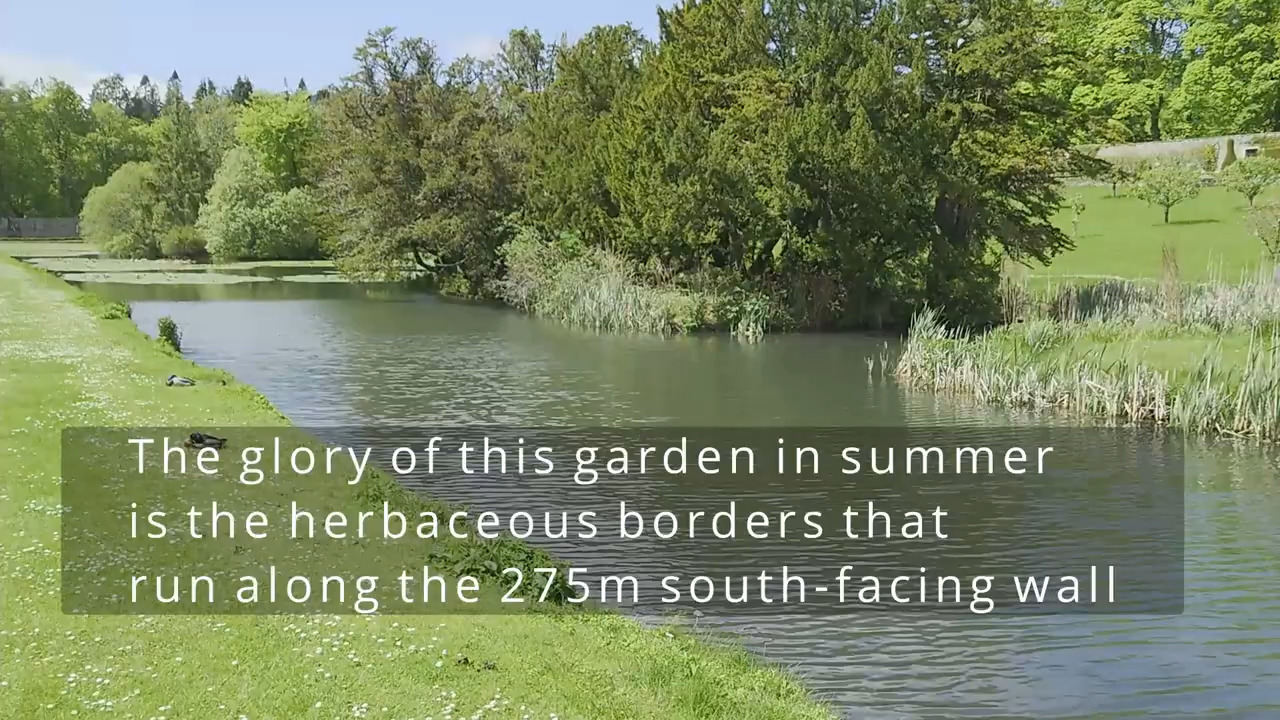 The glory of this garden in summer
is the herbaceous borders that
run along the 275m south-facing wall